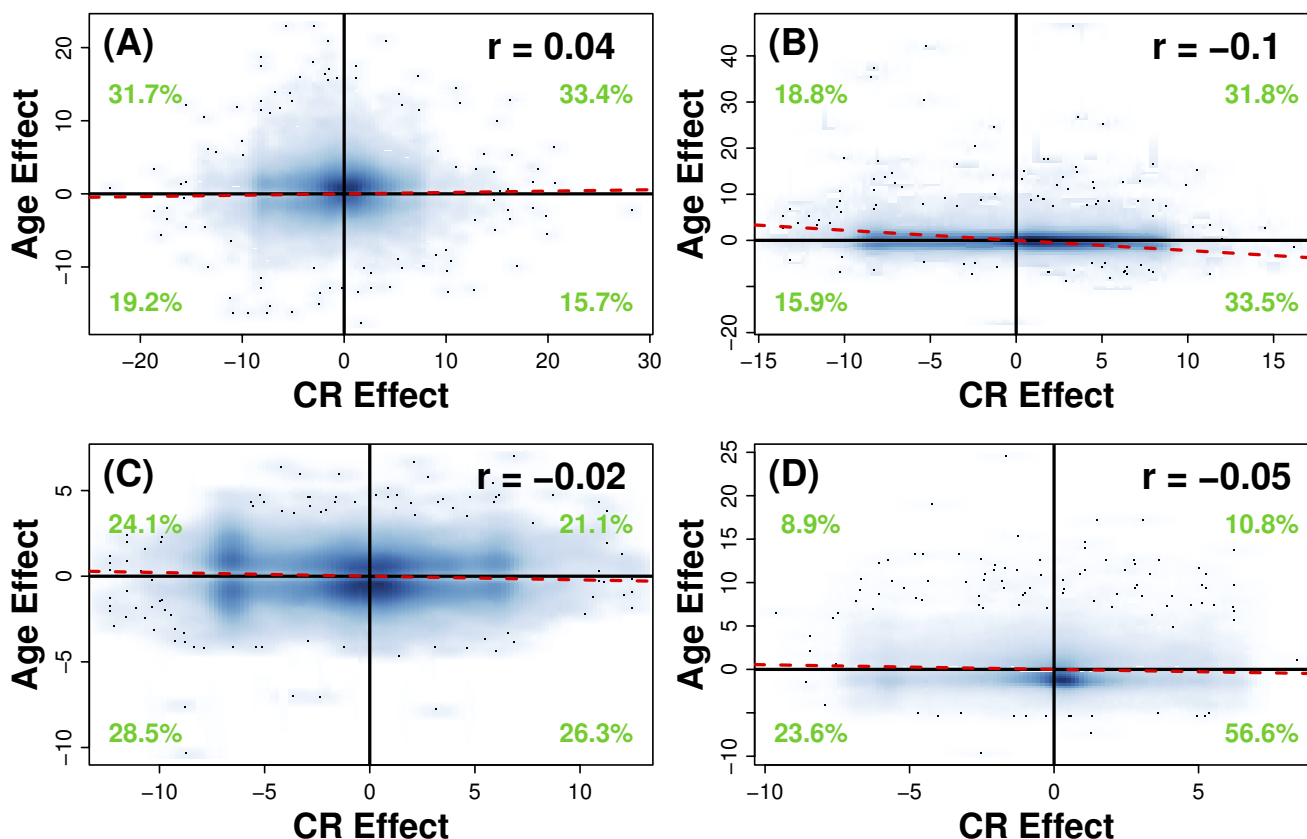 (A) r = 0.04
31.7% 33.4%
19.2% 15.7%
Age Effect
20
10
0
−10
−20 −10 0 10 20 30
CR Effect
(B) r = −0.1
18.8% 31.8%
15.9% 33.5%
Age Effect
40
30
20
10
0
−20
−15 −5 0 5 10 15
CR Effect
(C) r = −0.02
24.1% 21.1%
28.5% 26.3%
Age Effect
5
0
−5
−10
−10 −5 0 5 10
CR Effect
(D) r = −0.05
8.9% 10.8%
23.6% 56.6%
Age Effect
25
20
15
10
5
0
−10
−10 −5 0 5
CR Effect